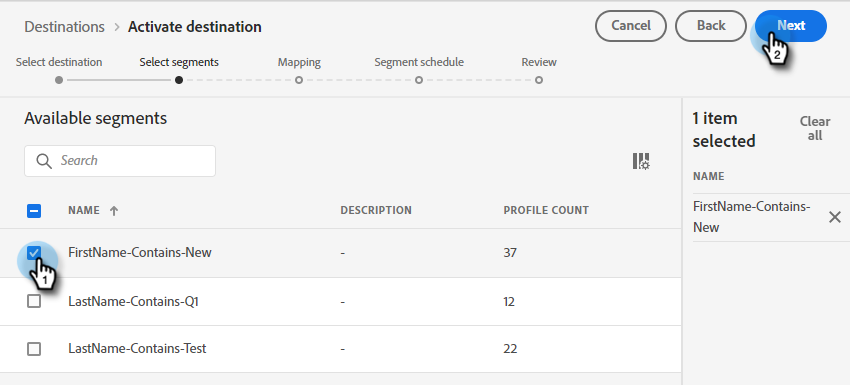 Destinations > Activate destination
Cancel
Back
Next
2
Select destination
Select segments
Mapping
Segment schedule
Review
Available segments
Search
NAME ↑ DESCRIPTION PROFILE COUNT
FirstName-Contains-New - 37
1
LastName-Contains-Q1 - 12
LastName-Contains-Test - 22
1 item
selected
Clear
all
NAME
FirstName-Contains-
New